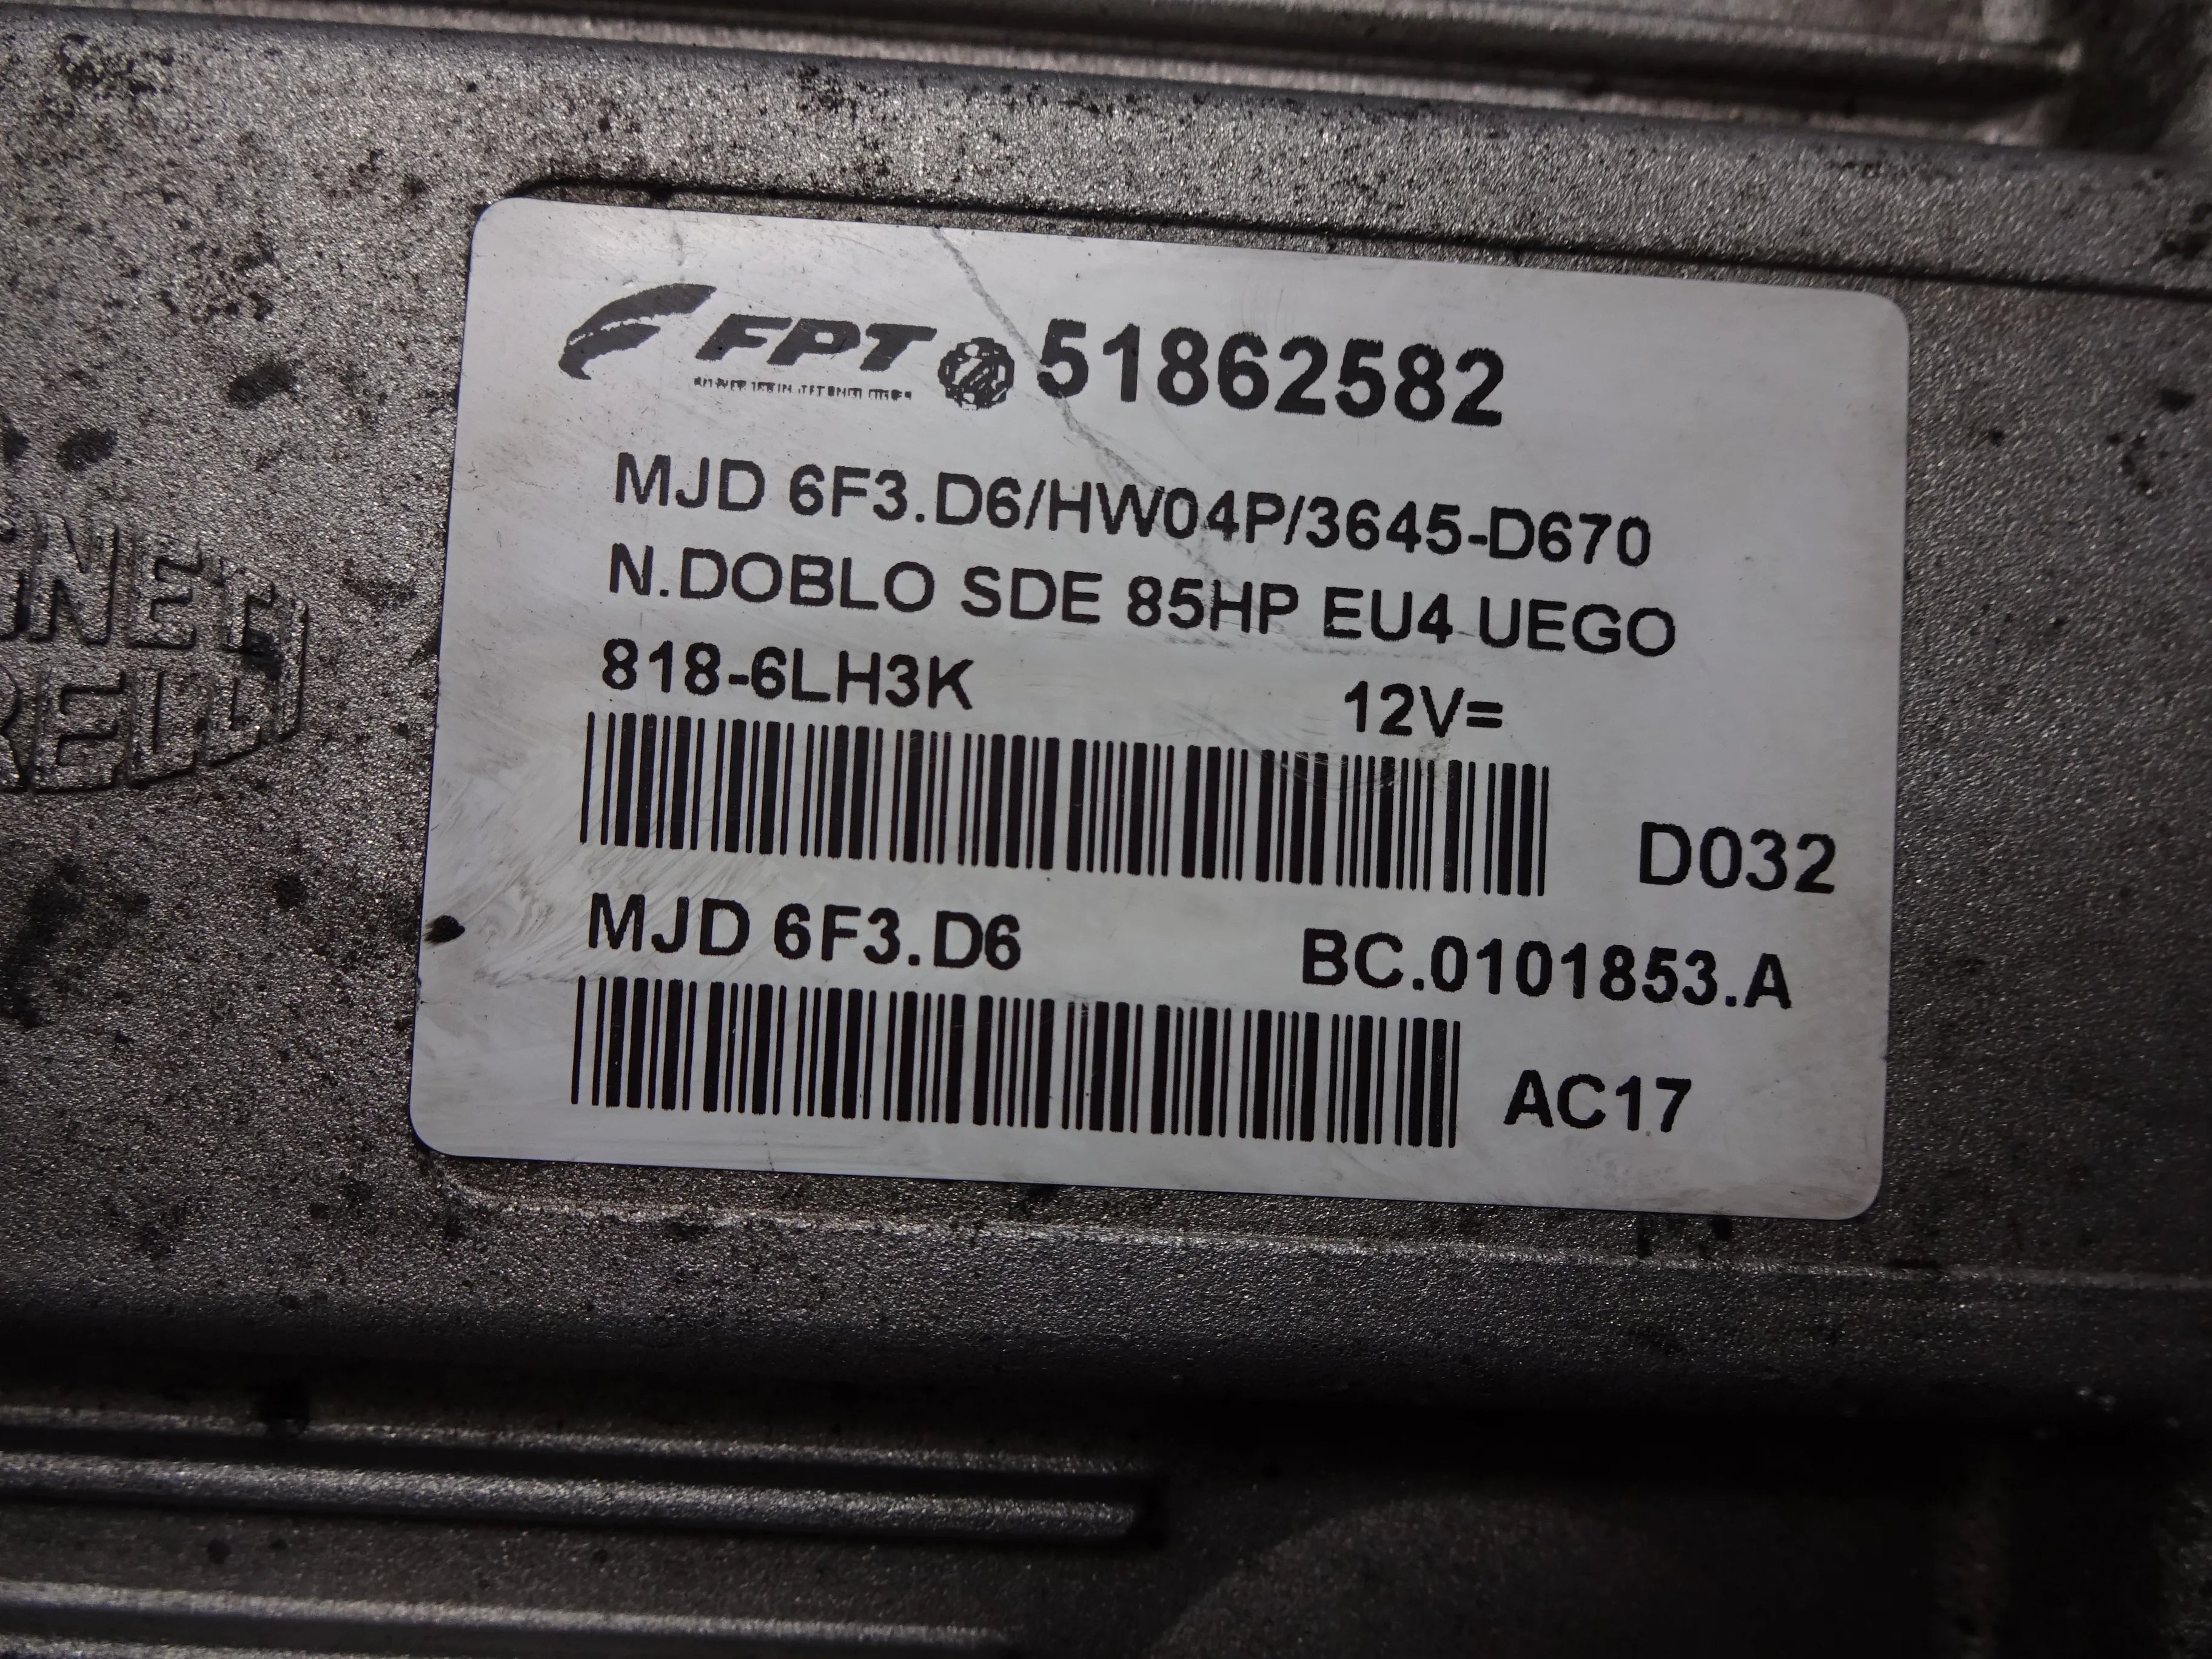 FPT 51862582
MJD 6F3.D6/HW04P/3645-D670
N.DOBLO SDE 85HP EU4 UEGO
818-6LH3K 12V=
D032
MJD 6F3.D6 BC.0101853.A
AC17